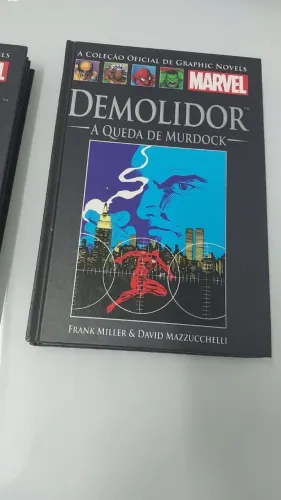 A COLEÇÃO OFICIAL DE GRAPHIC NOVELS
MARVEL
DEMOLIDOR
A QUEDA DE MURDOCK
FRANK MILLER & DAVID MAZZUCCHELLI